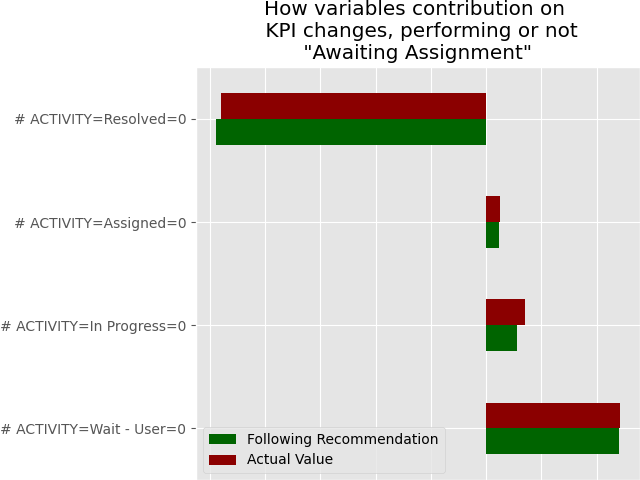 How variables contribution on
KPI changes, performing or not
"Awaiting Assignment"
# ACTIVITY=Resolved=0
# ACTIVITY=Assigned=0
# ACTIVITY=In Progress=0
# ACTIVITY=Wait - User=0
Following Recommendation
Actual Value